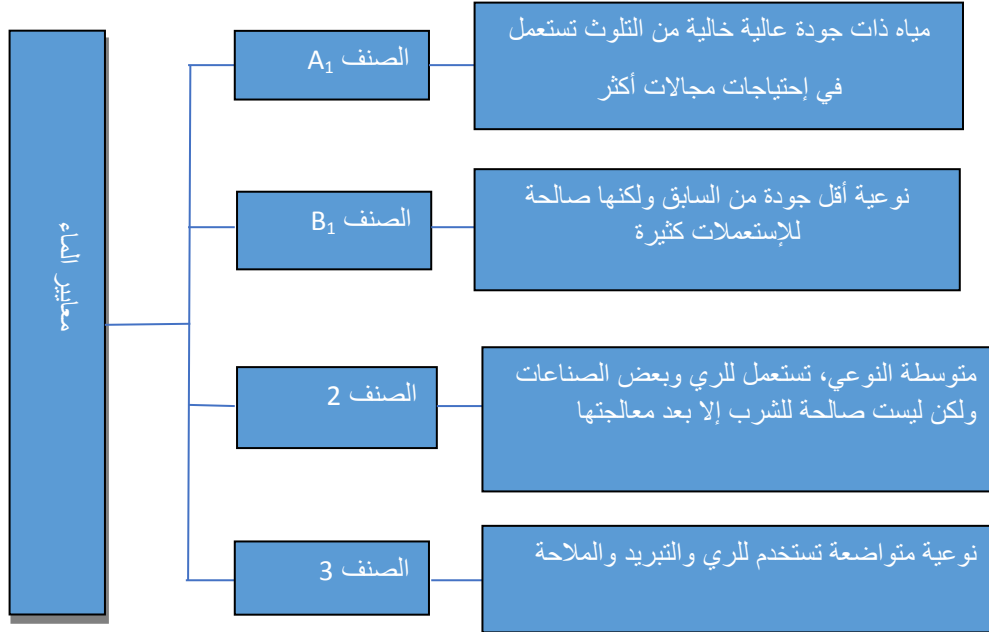 معايير الماء
الصنف A1
مياه ذات جودة عالية خالية من التلوث تستعمل
في إحتياجات مجالات أكثر
الصنف B1
نوعية أقل جودة من السابق ولكنها صالحة
للإستعملات كثيرة
الصنف 2
متوسطة النوعي، تستعمل للري وبعض الصناعات
ولكن ليست صالحة للشرب إلا بعد معالجتها
الصنف 3
نوعية متواضعة تستخدم للري والتبريد والملاحة